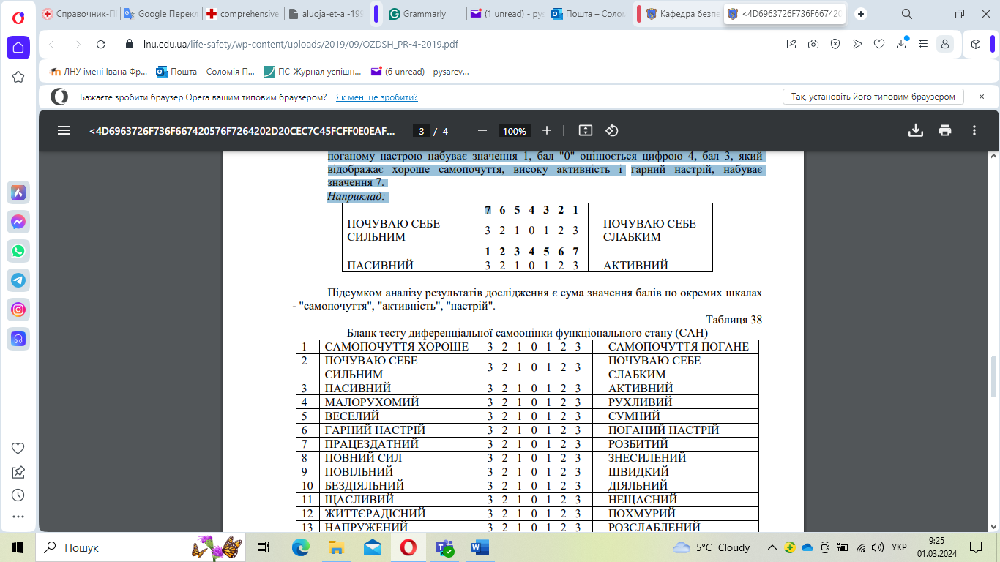 Справочник-П
Google Перекл
comprehensive
aluoja-et-al-199
Grammarly
(1 unread) - pys
Пошта – Солом
Кафедра безпе
<4D6963726F736F667420
lnu.edu.ua/life-safety/wp-content/uploads/2019/09/OZDSH_PR-4-2019.pdf
ЛНУ імені Івана Фр...
Пошта – Соломія П...
ПС-Журнал успішн...
(6 unread) - pysarev...
Бажаєте зробити браузер Opera вашим типовим браузером? Як мені це зробити?
Так, установіть його типовим браузером
<4D6963726F736F667420576F7264202D20CEC7C45FCFF0E0EAF...
3 / 4
100%
поганому настрою набуває значення 1, бал "0" оцінюється цифрою 4, бал 3, який
відображає хороше самопочуття, високу активність і гарний настрій, набуває
значення 7.
Наприклад:
7 6 5 4 3 2 1
ПОЧУВАЮ СЕБЕ СИЛЬНИМ 3 2 1 0 1 2 3 ПОЧУВАЮ СЕБЕ СЛАБКИМ
1 2 3 4 5 6 7
ПАСИВНИЙ 3 2 1 0 1 2 3 АКТИВНИЙ
Підсумком аналізу результатів дослідження є сума значення балів по окремих шкалах
- "самопочуття", "активність", "настрій".
Таблиця 38
Бланк тесту диференціальної самооцінки функціонального стану (САН)
1 САМОПОЧУТТЯ ХОРОШЕ 3 2 1 0 1 2 3 САМОПОЧУТТЯ ПОГАНЕ
2 ПОЧУВАЮ СЕБЕ СИЛЬНИМ 3 2 1 0 1 2 3 ПОЧУВАЮ СЕБЕ СЛАБКИМ
3 ПАСИВНИЙ 3 2 1 0 1 2 3 АКТИВНИЙ
4 МАЛОРУХОМИЙ 3 2 1 0 1 2 3 РУХЛИВИЙ
5 ВЕСЕЛИЙ 3 2 1 0 1 2 3 СУМНИЙ
6 ГАРНИЙ НАСТРІЙ 3 2 1 0 1 2 3 ПОГАНИЙ НАСТРІЙ
7 ПРАЦЕЗДАТНИЙ 3 2 1 0 1 2 3 РОЗБИТИЙ
8 ПОВНИЙ СИЛ 3 2 1 0 1 2 3 ЗНЕСИЛЕНИЙ
9 ПОВІЛЬНИЙ 3 2 1 0 1 2 3 ШВИДКИЙ
10 БЕЗДІЯЛЬНИЙ 3 2 1 0 1 2 3 ДІЯЛЬНИЙ
11 ЩАСЛИВИЙ 3 2 1 0 1 2 3 НЕЩАСНИЙ
12 ЖИТТЄРАДІСНИЙ 3 2 1 0 1 2 3 ПОХМУРИЙ
13 НАПРУЖЕНИЙ 3 2 1 0 1 2 3 РОЗСЛАБЛЕНИЙ
Пошук
5°C Cloudy
УКР
9:25
01.03.2024